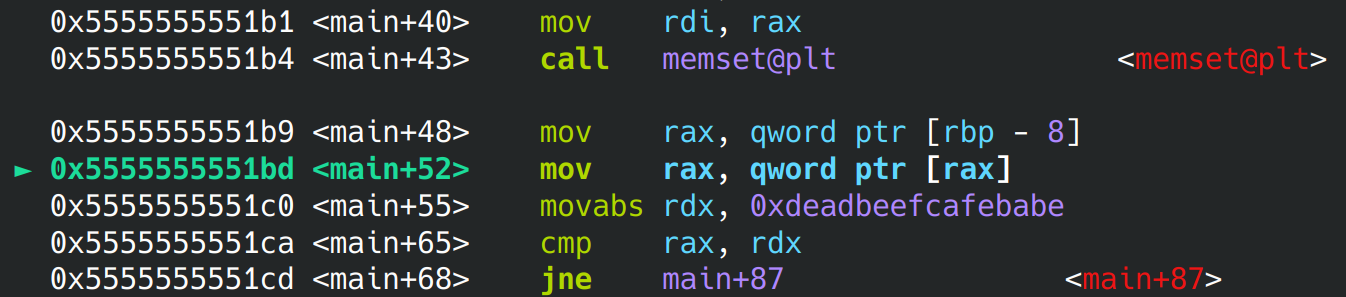 0x5555555551b1 <main+40> mov rdi, rax
0x5555555551b4 <main+43> call memset@plt <memset@plt>
0x5555555551b9 <main+48> mov rax, qword ptr [rbp - 8]
► 0x5555555551bd <main+52> mov rax, qword ptr [rax]
0x5555555551c0 <main+55> movabs rdx, 0xdeadbeefcafebabe
0x5555555551ca <main+65> cmp rax, rdx
0x5555555551cd <main+68> jne main+87 <main+87>